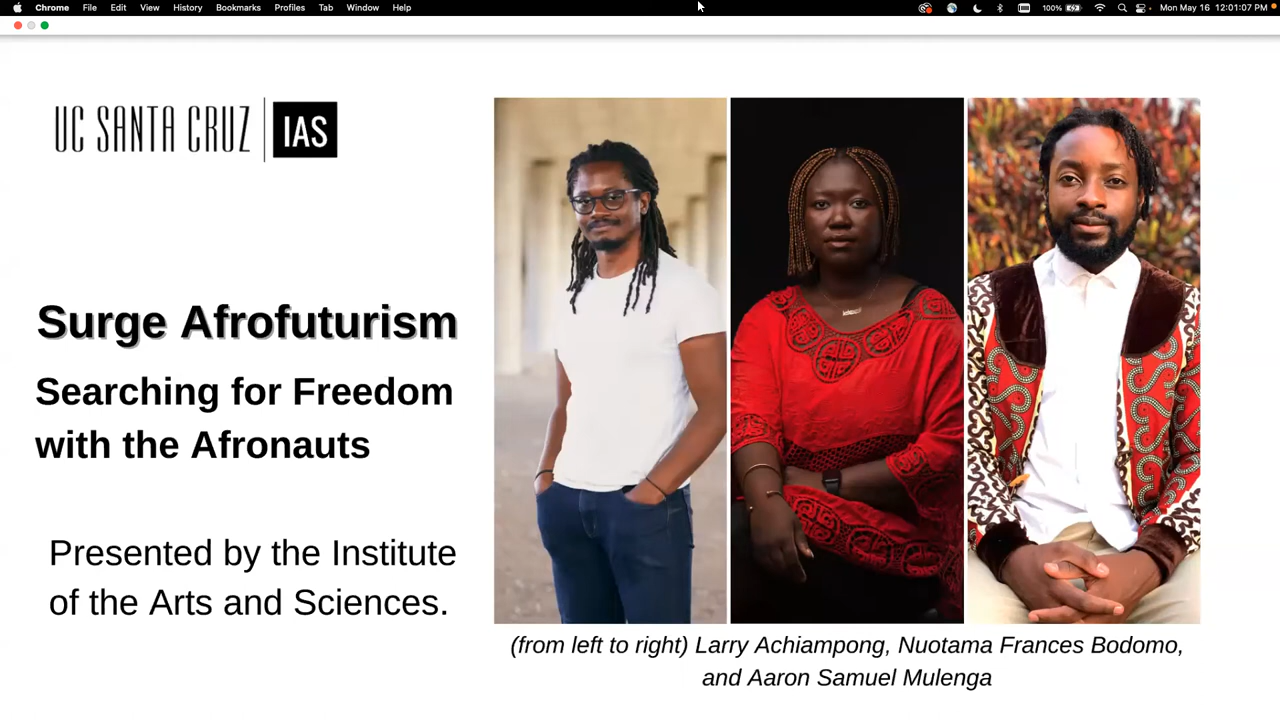 Chrome File Edit View History Bookmarks Profiles Tab Window Help 100% Mon May 16 12:01:07 PM
UC SANTA CRUZ IAS
Surge Afrofuturism
Searching for Freedom
with the Afronauts
Presented by the Institute
of the Arts and Sciences.
(from left to right) Larry Achiampong, Nuotama Frances Bodomo,
and Aaron Samuel Mulenga